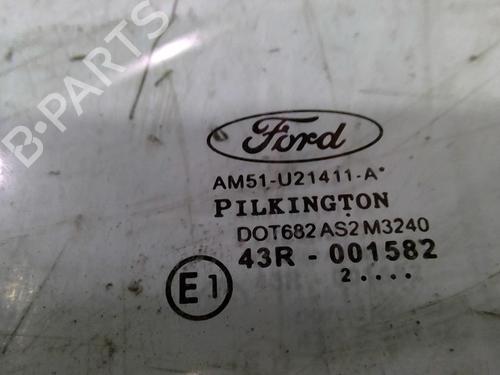 B-PARTS
Ford
AM51-U21411-A*
PILKINGTON
DOT682 AS2 M3240
43R - 001582
E1 2....